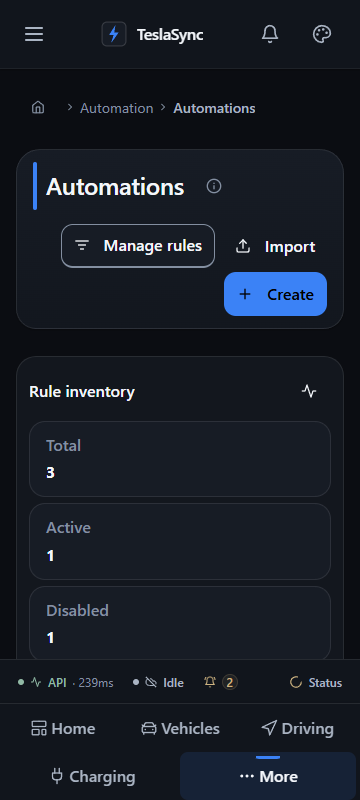 TeslaSync
Automation Automations
Automations
Manage rules Import
Create
Rule inventory
Total
3
Active
1
Disabled
1
API · 239ms Idle 2 Status
Home Vehicles Driving
Charging More